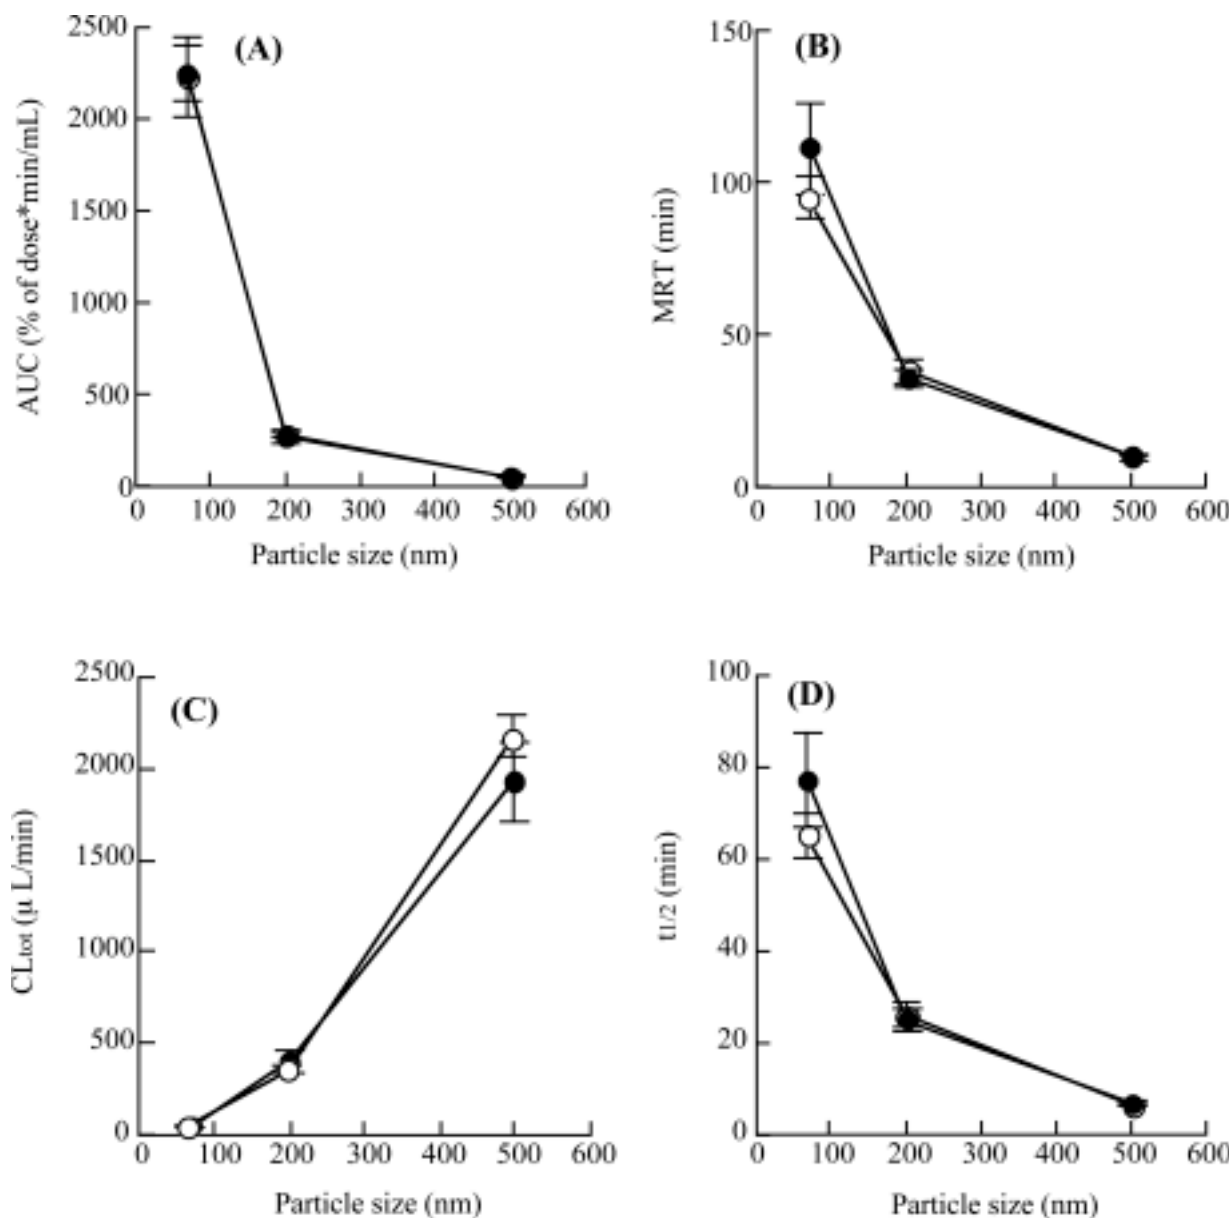 (A)
AUC (% of dose*min/mL)
2500
2000
1500
1000
500
0
0 100 200 300 400 500 600
Particle size (nm)
(B)
MRT (min)
150
100
50
0
0 100 200 300 400 500 600
Particle size (nm)
(C)
CLtot (μ L/min)
2500
2000
1500
1000
500
0
0 100 200 300 400 500 600
Particle size (nm)
(D)
t1/2 (min)
100
80
60
40
20
0
0 100 200 300 400 500 600
Particle size (nm)